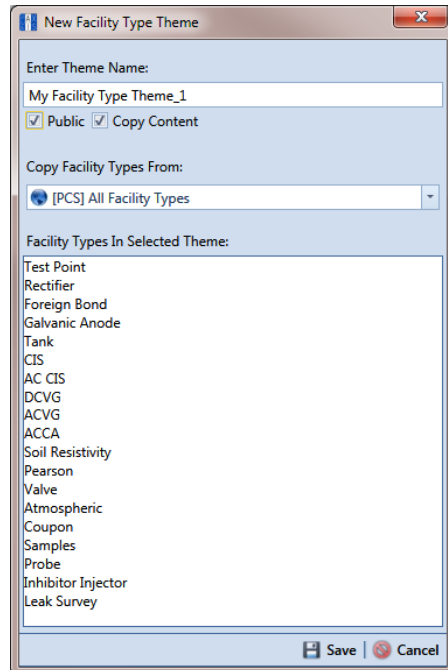 New Facility Type Theme
Enter Theme Name:
My Facility Type Theme_1
Public Copy Content
Copy Facility Types From:
[PCS] All Facility Types
Facility Types In Selected Theme:
Test Point
Rectifier
Foreign Bond
Galvanic Anode
Tank
CIS
AC CIS
DCVG
ACVG
ACCA
Soil Resistivity
Pearson
Valve
Atmospheric
Coupon
Samples
Probe
Inhibitor Injector
Leak Survey
Save | Cancel